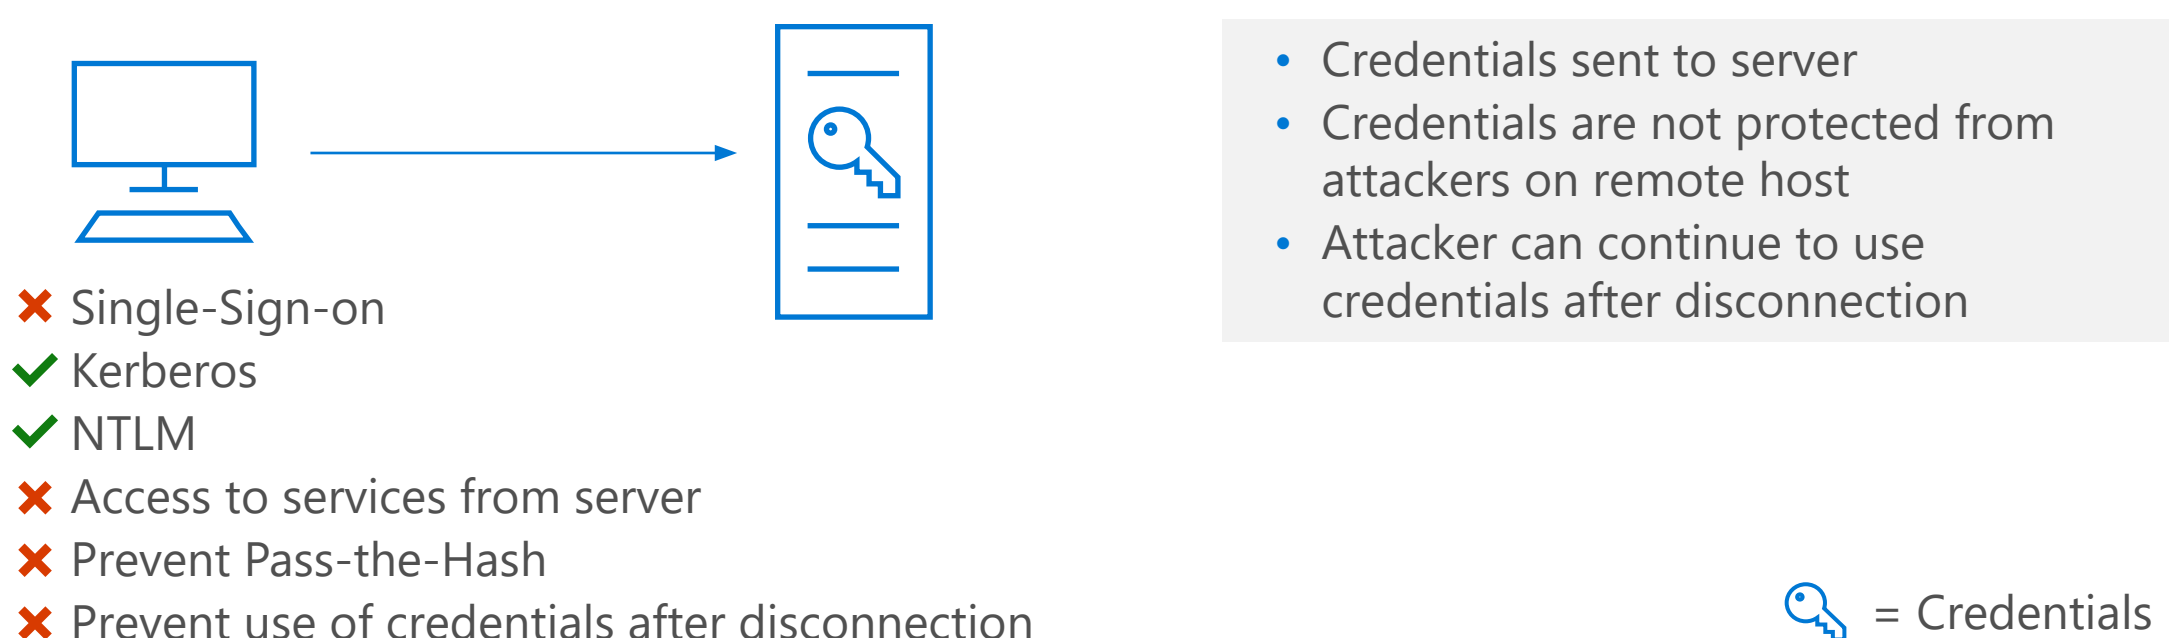 Single-Sign-on
Kerberos
NTLM
Access to services from server
Prevent Pass-the-Hash
Prevent use of credentials after disconnection
• Credentials sent to server
• Credentials are not protected from
attackers on remote host
• Attacker can continue to use
credentials after disconnection
= Credentials